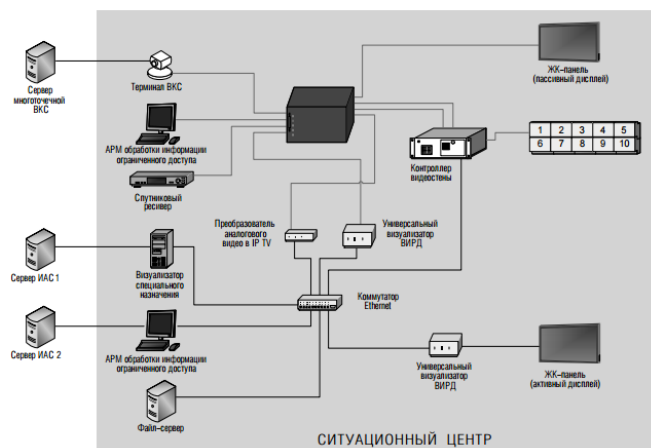 Сервер
многоточечной
ВКС
Терминал ВКС
ЖК–панель
(пассивный дисплей)
АРМ обработки информации
ограниченного доступа
1 2 3 4 5
6 7 8 9 10
Контроллер
видеостены
Спутниковый
ресивер
Преобразователь
аналогового
видео в IP TV
Универсальный
визуализатор
ВИРД
Сервер ИАС 1
Визуализатор
специального
назначения
Коммутатор
Ethernet
Сервер ИАС 2
АРМ обработки информации
ограниченного доступа
Универсальный
визуализатор
ВИРД
ЖК–панель
(активный дисплей)
Файл–сервер
СИТУАЦИОННЫЙ ЦЕНТР